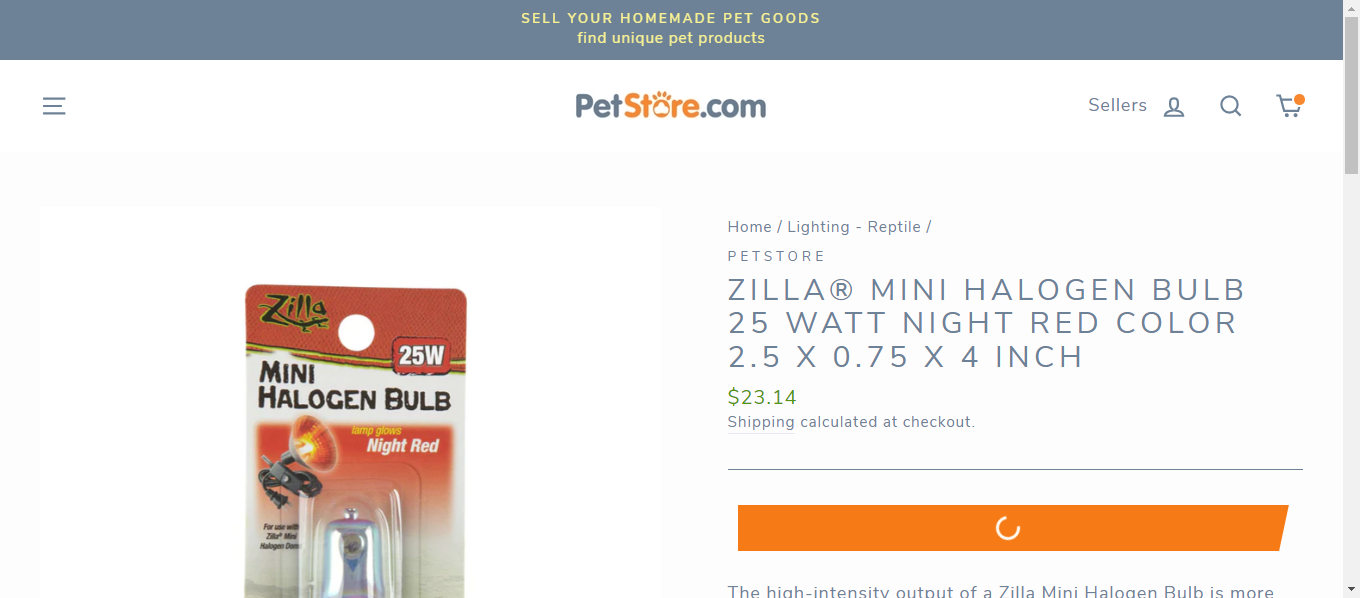 SELL YOUR HOMEMADE PET GOODS
find unique pet products
PetStore.com
Sellers
Home / Lighting - Reptile /
PETSTORE
ZILLA® MINI HALOGEN BULB
25 WATT NIGHT RED COLOR
2.5 X 0.75 X 4 INCH
$23.14
Shipping calculated at checkout.
The high-intensity output of a Zilla Mini Halogen Bulb is more
Zilla
25W
MINI
HALOGEN BULB
lamp glows
Night Red
For use with
Zilla® Mini
Halogen Dome